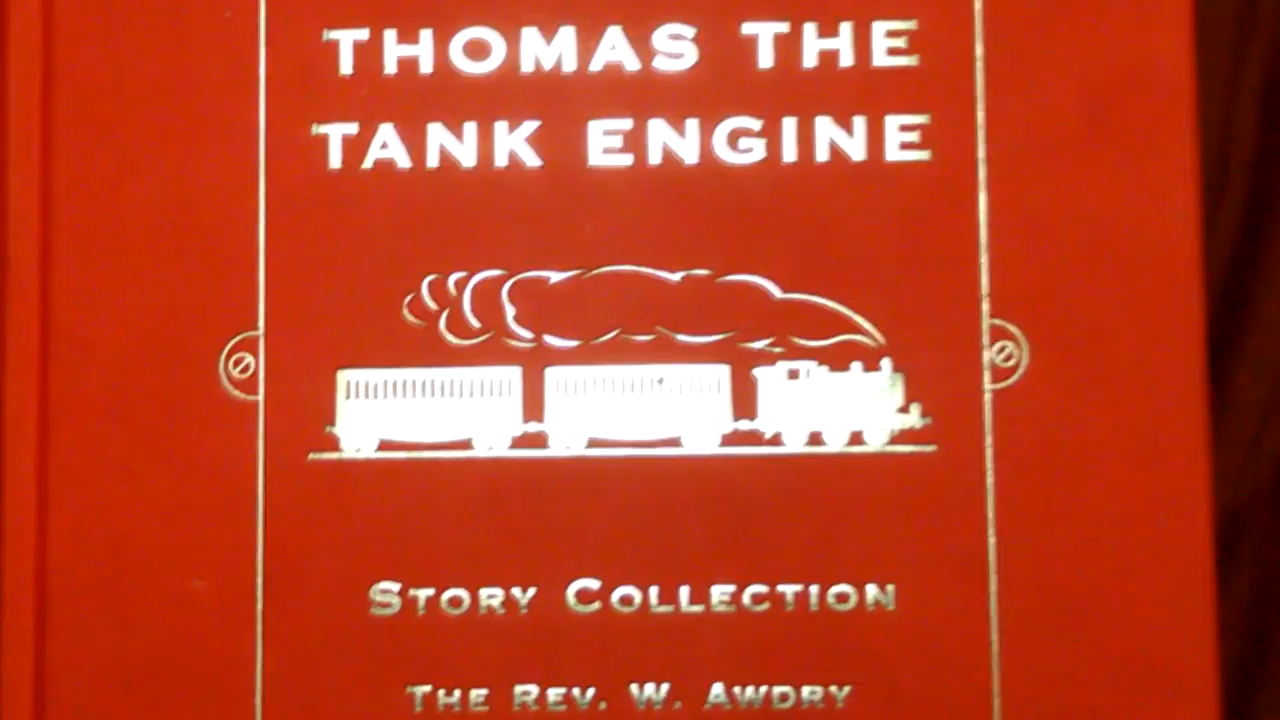 THOMAS THE
TANK ENGINE
STORY COLLECTION
THE REV. W. AWDRY